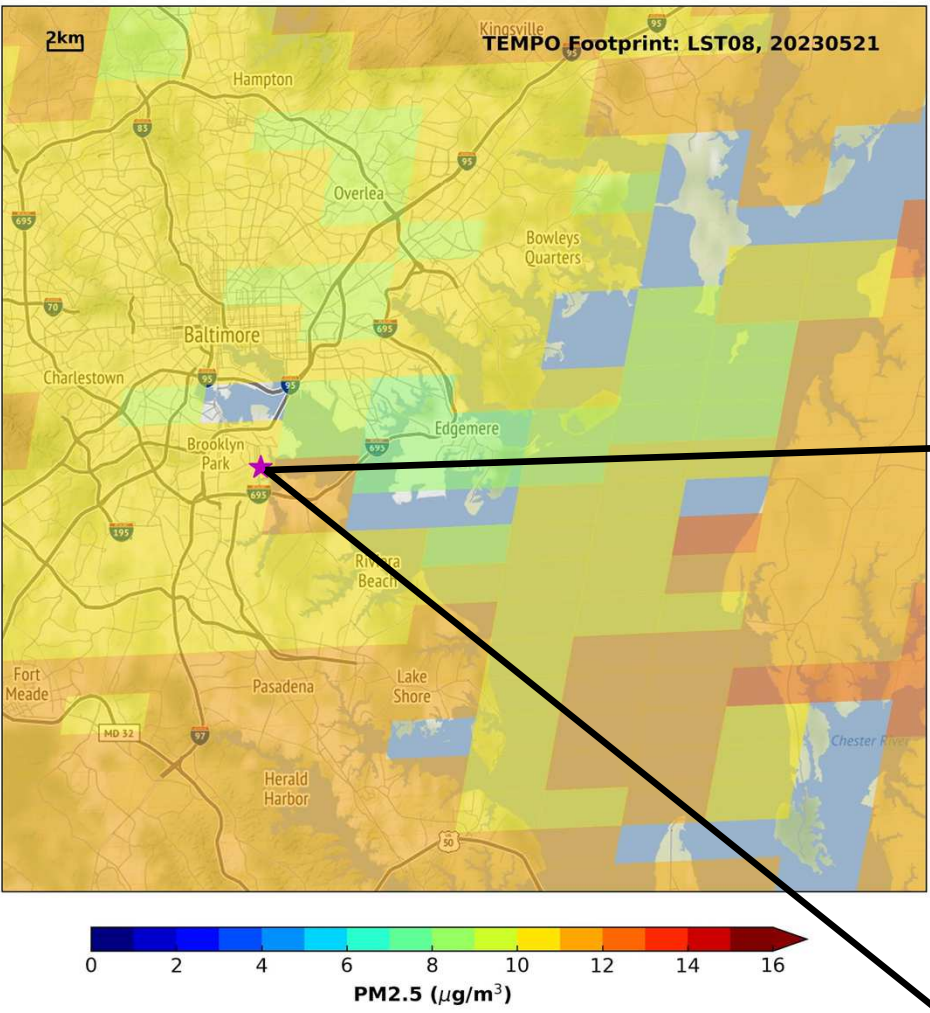 2km
Kingsville
95
TEMPO Footprint: LST08, 20230521
95
Hampton
83
95
Overlea
695
Bowleys
Quarters
70
695
Baltimore
Charlestown
95
95
Edgemere
Brooklyn
Park
695
695
195
Riviera
Beach
Fort
Meade
Lake
Shore
Pasadena
MD 32
97
Chester River
Herald
Harbor
50
0 2 4 6 8 10 12 14 16
PM2.5 (μg/m³)